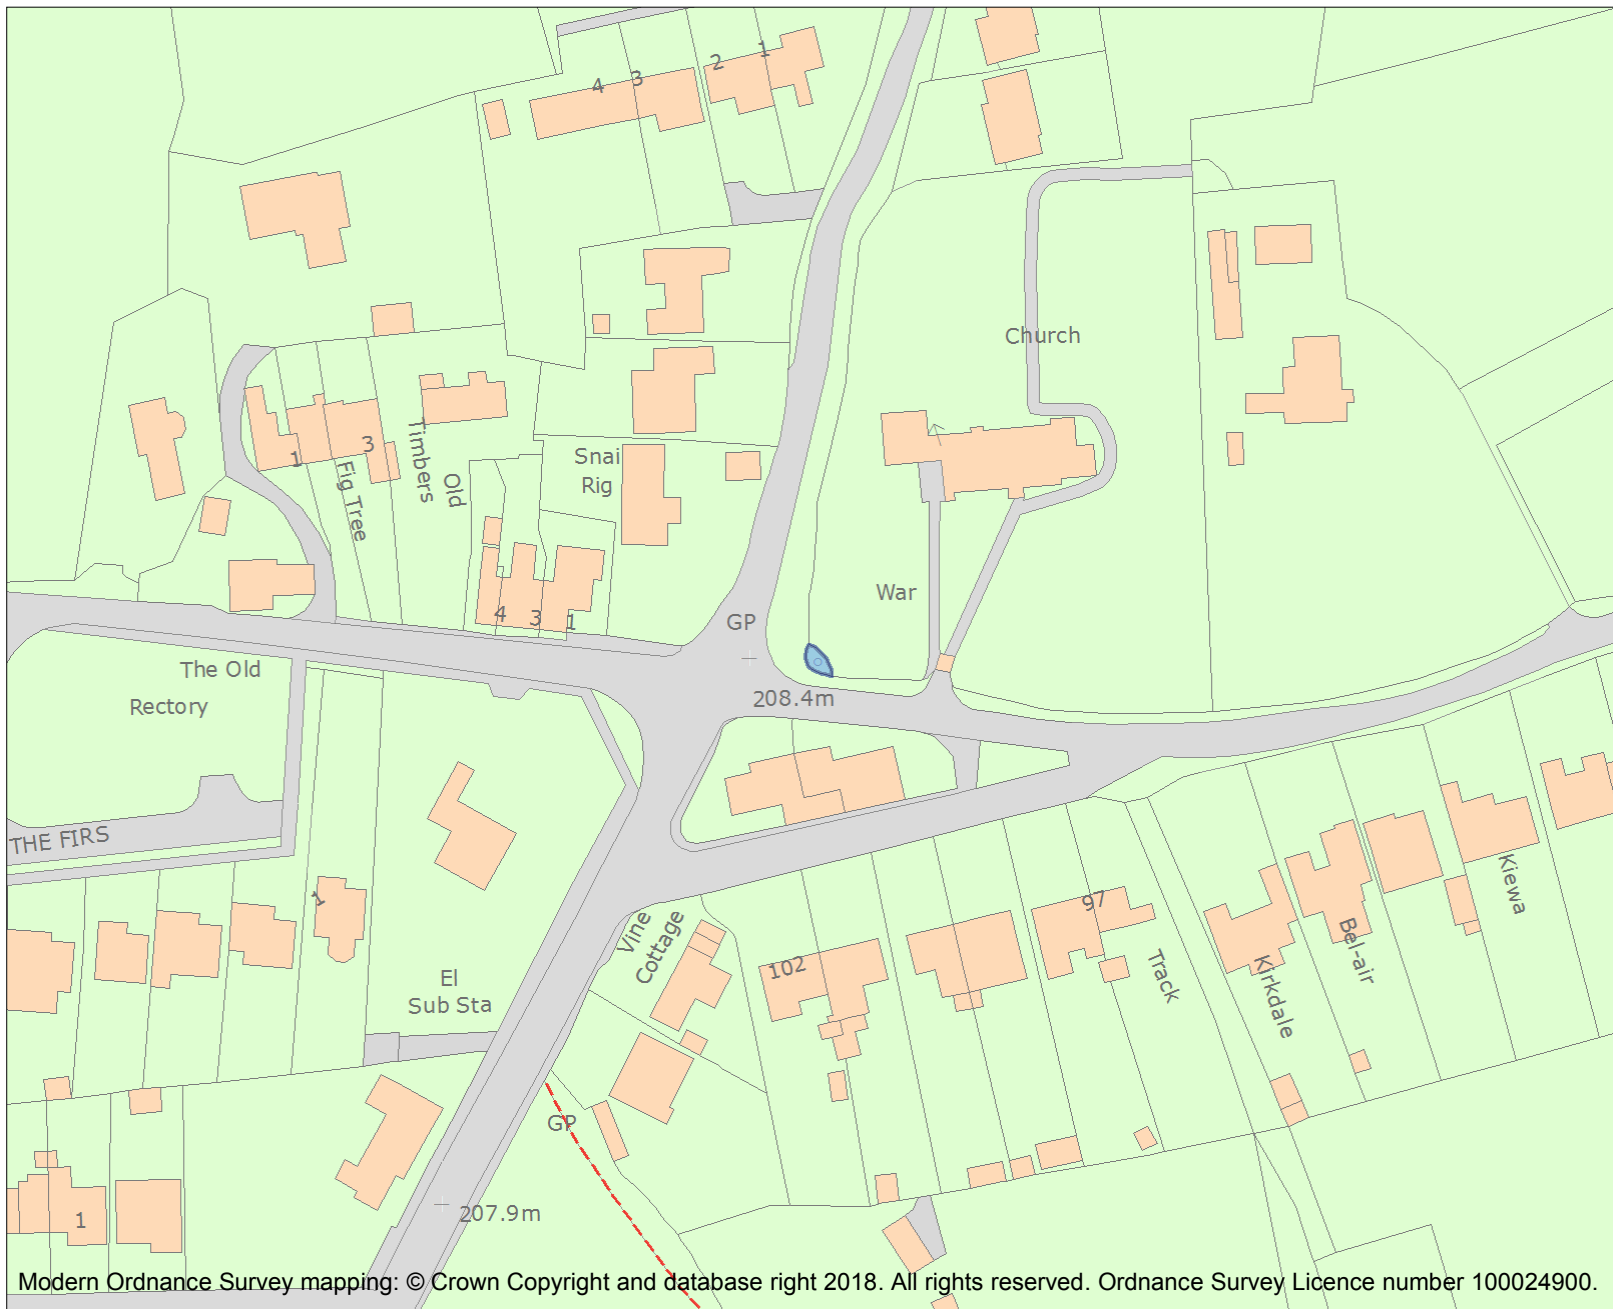 4
3
2
1
Church
1
3
Fig Tree
Old
Timbers
Snai
Rig
4
3
1
GP
War
208.4m
The Old
Rectory
THE FIRS
1
El
Sub Sta
Vine
Cottage
102
97
Track
Kirkdale
Bel-air
Kiewa
GP
1
207.9m
Modern Ordnance Survey mapping: © Crown Copyright and database right 2018. All rights reserved. Ordnance Survey Licence number 100024900.